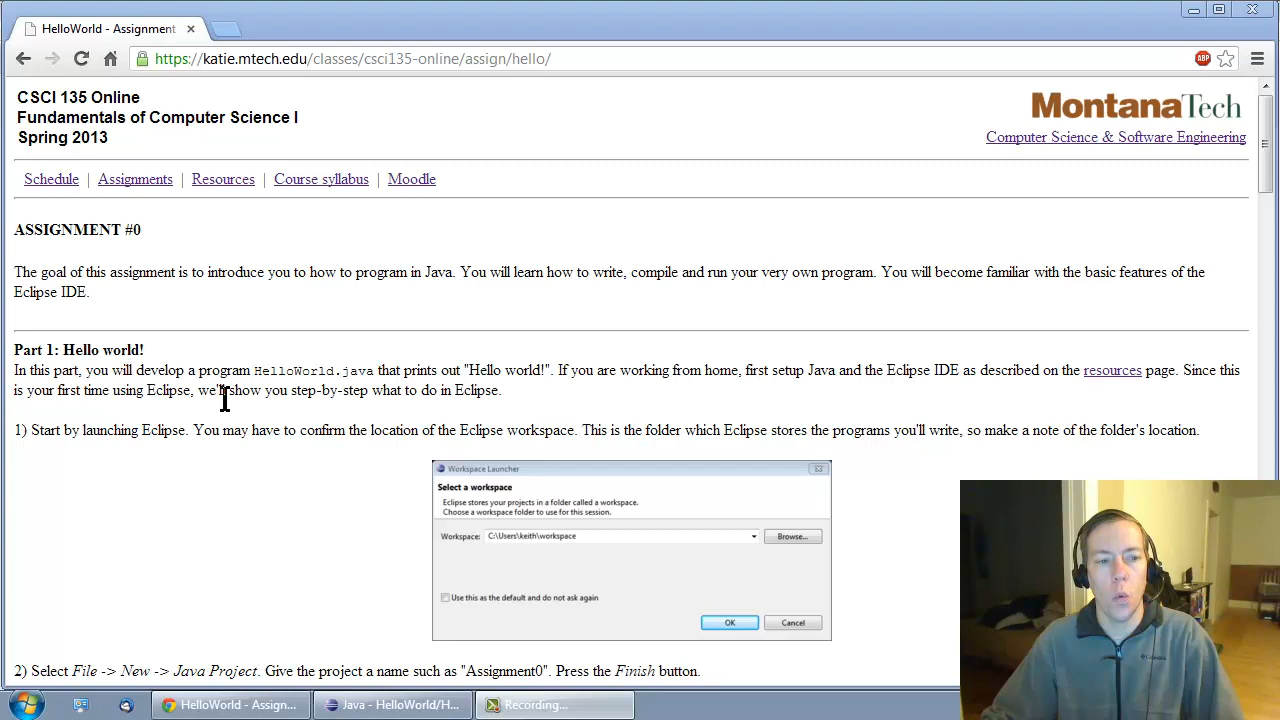 HelloWorld - Assignment
https://katie.mtech.edu/classes/csci135-online/assign/hello/
ABP
CSCI 135 Online
Fundamentals of Computer Science I
Spring 2013
MontanaTech
Computer Science & Software Engineering
Schedule | Assignments | Resources | Course syllabus | Moodle
ASSIGNMENT #0
The goal of this assignment is to introduce you to how to program in Java. You will learn how to write, compile and run your very own program. You will become familiar with the basic features of the
Eclipse IDE.
Part 1: Hello world!
In this part, you will develop a program HelloWorld.java that prints out "Hello world!". If you are working from home, first setup Java and the Eclipse IDE as described on the resources page. Since this
is your first time using Eclipse, we'll show you step-by-step what to do in Eclipse.
1) Start by launching Eclipse. You may have to confirm the location of the Eclipse workspace. This is the folder which Eclipse stores the programs you'll write, so make a note of the folder's location.
Workspace Launcher
Select a workspace
Eclipse stores your projects in a folder called a workspace.
Choose a workspace folder to use for this session.
Workspace: C:\Users\keith\workspace Browse...
Use this as the default and do not ask again
OK Cancel
2) Select File -> New -> Java Project. Give the project a name such as "Assignment0". Press the Finish button.
HelloWorld - Assign... Java - HelloWorld/H... Recording...